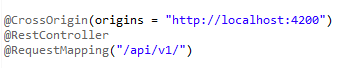 @CrossOrigin(origins = "http://localhost:4200")
@RestController
@RequestMapping("/api/v1/")